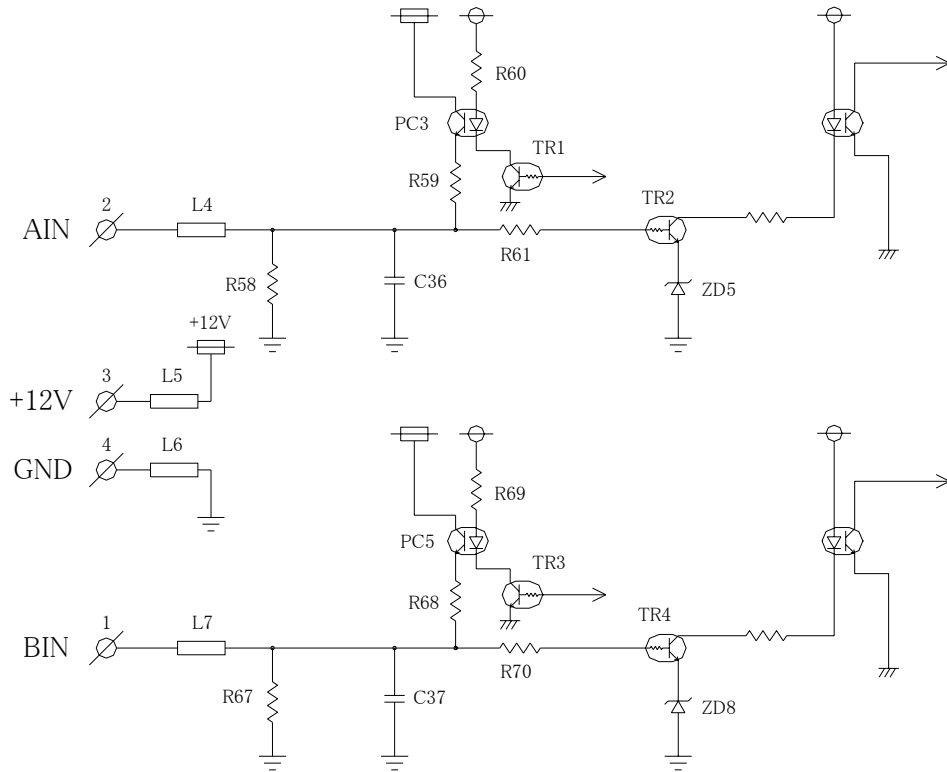 R60
PC3
TR1
R59
2
L4
TR2
AIN
R61
R58
C36
ZD5
+12V
3
L5
+12V
4
L6
GND
R69
PC5
TR3
R68
1
L7
TR4
BIN
R70
R67
C37
ZD8